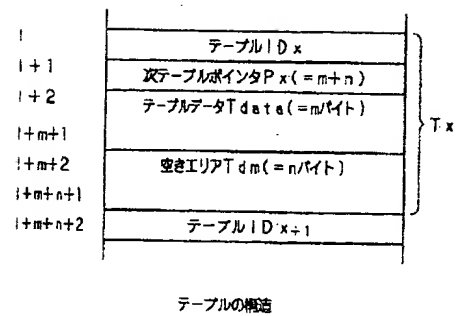 i
テーブルIDx
i+1
次テーブルポインタPx(=m+n)
i+2
テーブルデータTdata(=mバイト)
i+m+1
Tx
i+m+2
空きエリアTdm(=nバイト)
i+m+n+1
i+m+n+2
テーブルIDx+1
テーブルの構造